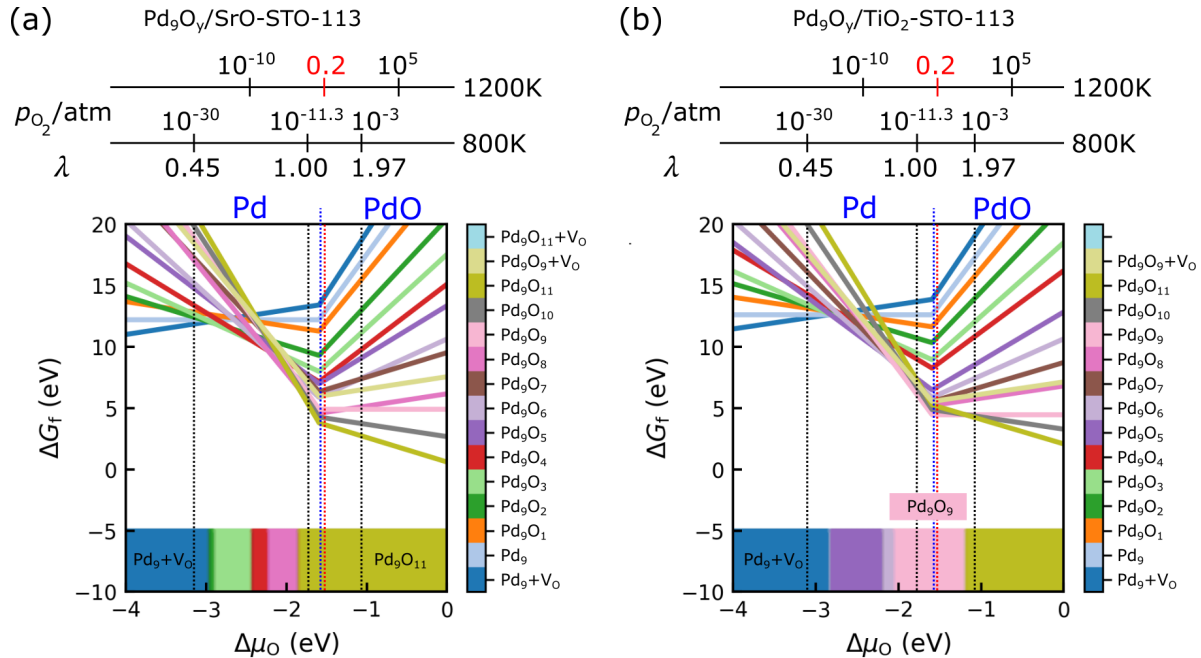 (a) Pd₉Oᵧ/SrO-STO-113
10⁻¹⁰ 0.2 10⁵
1200K
pO₂/atm
10⁻³⁰ 10⁻¹¹·³ 10⁻³
800K
λ 0.45 1.00 1.97
Pd PdO
20
15
10
5
0
−5
−10
ΔGf (eV)
−4 −3 −2 −1 0
ΔμO (eV)
Pd₉+VO
Pd₉O₁₁
Pd₉O₁₁+VO
Pd₉O₉+VO
Pd₉O₁₁
Pd₉O₁₀
Pd₉O₉
Pd₉O₈
Pd₉O₇
Pd₉O₆
Pd₉O₅
Pd₉O₄
Pd₉O₃
Pd₉O₂
Pd₉O₁
Pd₉
Pd₉+VO
(b) Pd₉Oᵧ/TiO₂-STO-113
10⁻¹⁰ 0.2 10⁵
1200K
pO₂/atm
10⁻³⁰ 10⁻¹¹·³ 10⁻³
800K
λ 0.45 1.00 1.97
Pd PdO
20
15
10
5
0
−5
−10
ΔGf (eV)
−4 −3 −2 −1 0
ΔμO (eV)
Pd₉O₉
Pd₉+VO
Pd₉O₉+VO
Pd₉O₁₁
Pd₉O₁₀
Pd₉O₉
Pd₉O₈
Pd₉O₇
Pd₉O₆
Pd₉O₅
Pd₉O₄
Pd₉O₃
Pd₉O₂
Pd₉O₁
Pd₉
Pd₉+VO